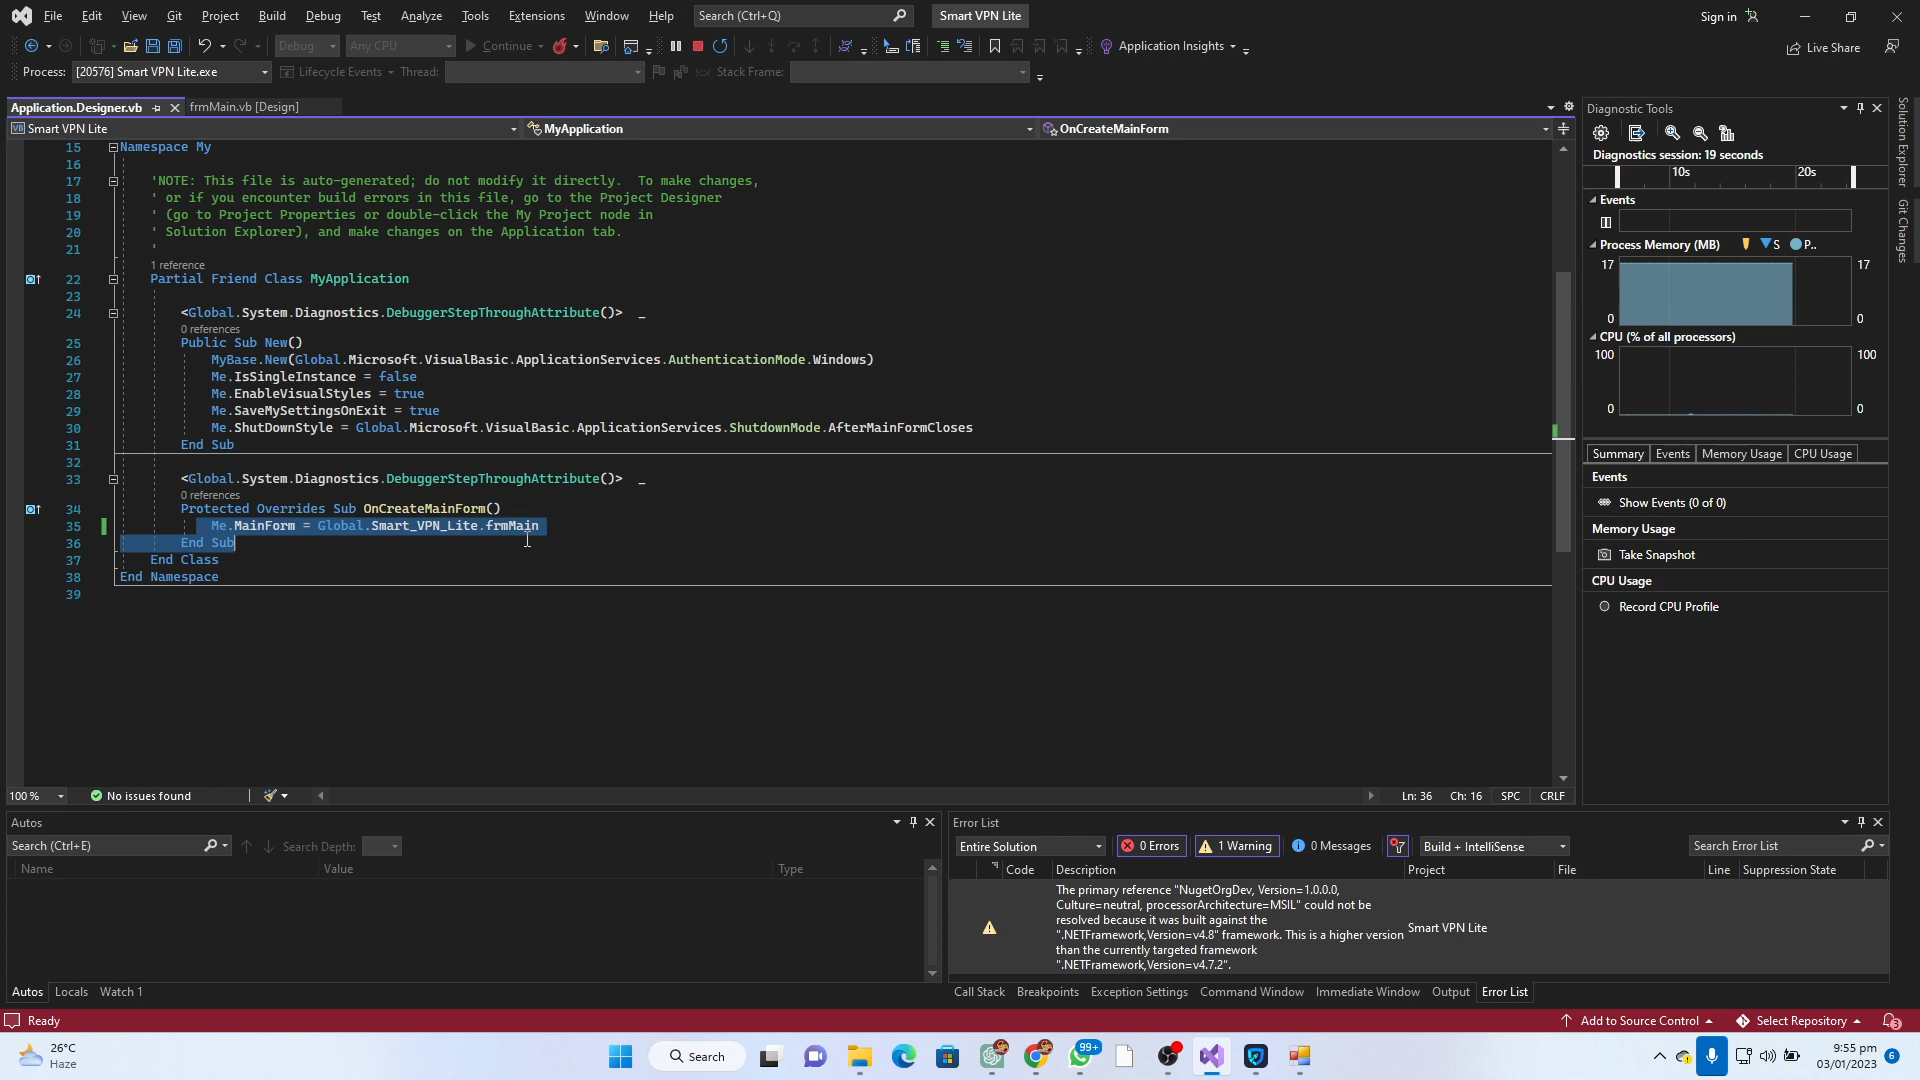 File Edit View Git Project Build Debug Test Analyze Tools Extensions Window Help Search (Ctrl+Q) Smart VPN Lite Sign in
Debug Any CPU Continue Application Insights Live Share
Process: [20576] Smart VPN Lite.exe Lifecycle Events Thread: Stack Frame:
Application.Designer.vb frmMain.vb [Design]
VB Smart VPN Lite MyApplication OnCreateMainForm
15 Namespace My
16
17 'NOTE: This file is auto-generated; do not modify it directly. To make changes,
18 ' or if you encounter build errors in this file, go to the Project Designer
19 ' (go to Project Properties or double-click the My Project node in
20 ' Solution Explorer), and make changes on the Application tab.
21 '
1 reference
22 Partial Friend Class MyApplication
23
24 <Global.System.Diagnostics.DebuggerStepThroughAttribute()> _
0 references
25 Public Sub New()
26 MyBase.New(Global.Microsoft.VisualBasic.ApplicationServices.AuthenticationMode.Windows)
27 Me.IsSingleInstance = false
28 Me.EnableVisualStyles = true
29 Me.SaveMySettingsOnExit = true
30 Me.ShutDownStyle = Global.Microsoft.VisualBasic.ApplicationServices.ShutdownMode.AfterMainFormCloses
31 End Sub
32
33 <Global.System.Diagnostics.DebuggerStepThroughAttribute()> _
0 references
34 Protected Overrides Sub OnCreateMainForm()
35 Me.MainForm = Global.Smart_VPN_Lite.frmMain
36 End Sub
37 End Class
38 End Namespace
39
100 % No issues found Ln: 36 Ch: 16 SPC CRLF
Diagnostic Tools
Diagnostics session: 19 seconds
10s 20s
Events
Process Memory (MB) S P..
17 17
0 0
CPU (% of all processors)
100 100
0 0
Summary Events Memory Usage CPU Usage
Events
Show Events (0 of 0)
Memory Usage
Take Snapshot
CPU Usage
Record CPU Profile
Solution Explorer
Git Changes
Autos
Search (Ctrl+E) Search Depth:
Name Value Type
Autos Locals Watch 1
Error List
Entire Solution 0 Errors 1 Warning 0 Messages Build + IntelliSense Search Error List
Code Description Project File Line Suppression State
The primary reference "NugetOrgDev, Version=1.0.0.0,
Culture=neutral, processorArchitecture=MSIL" could not be
resolved because it was built against the
".NETFramework,Version=v4.8" framework. This is a higher version
than the currently targeted framework
".NETFramework,Version=v4.7.2".
Smart VPN Lite
Call Stack Breakpoints Exception Settings Command Window Immediate Window Output Error List
Ready Add to Source Control Select Repository 3
26°C
Haze
Search
99+
9:55 pm
03/01/2023
6